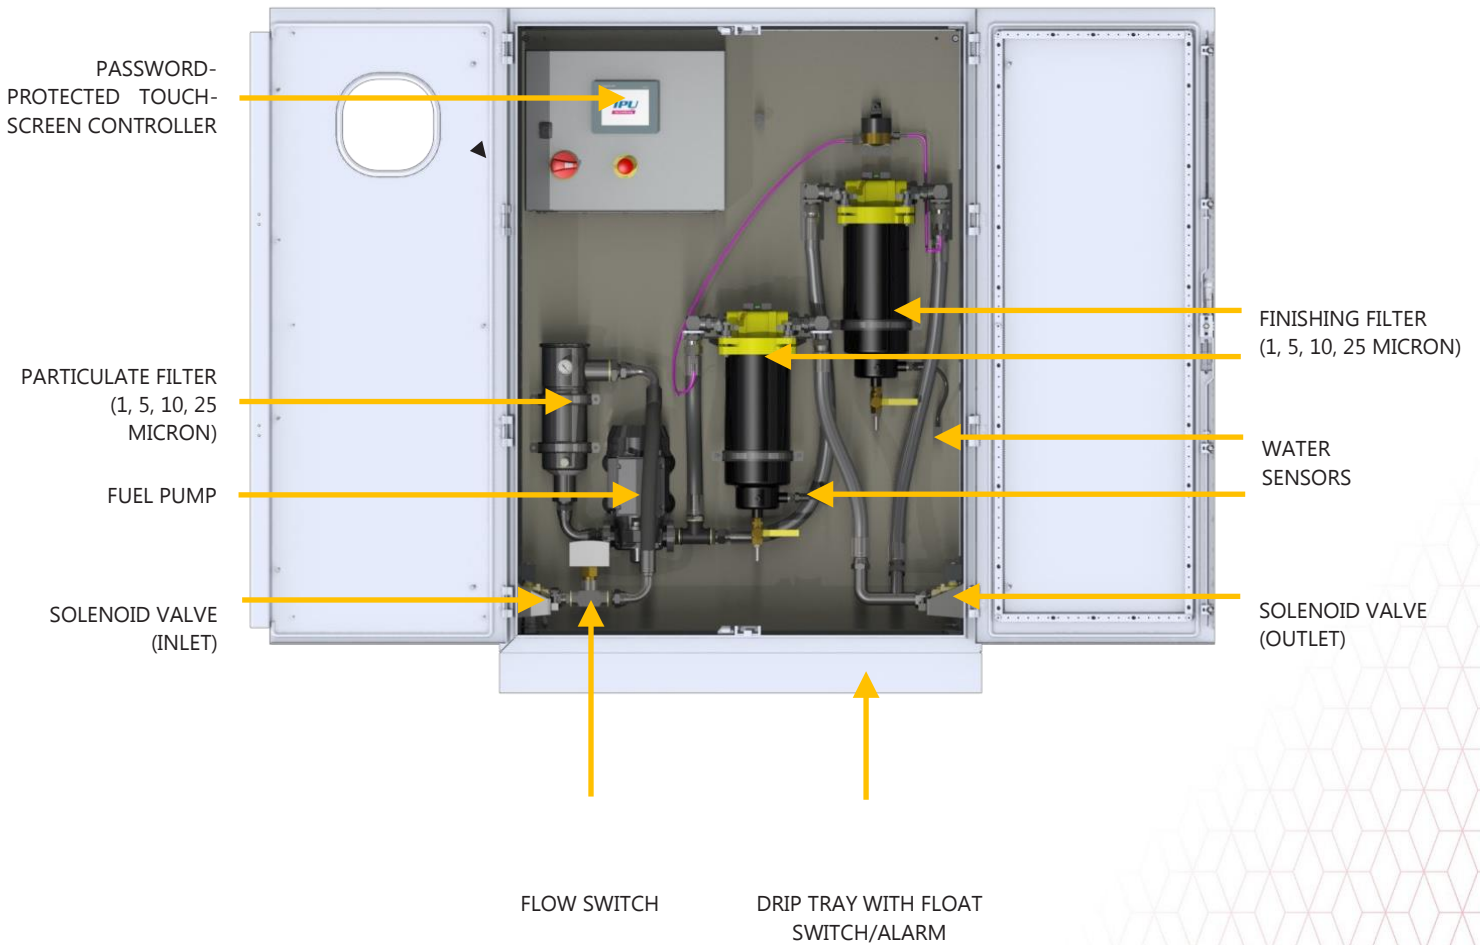 PASSWORD-
PROTECTED TOUCH-
SCREEN CONTROLLER
IPU
FINISHING FILTER
(1, 5, 10, 25 MICRON)
PARTICULATE FILTER
(1, 5, 10, 25
MICRON)
WATER
SENSORS
FUEL PUMP
SOLENOID VALVE
(INLET)
SOLENOID VALVE
(OUTLET)
FLOW SWITCH
DRIP TRAY WITH FLOAT
SWITCH/ALARM